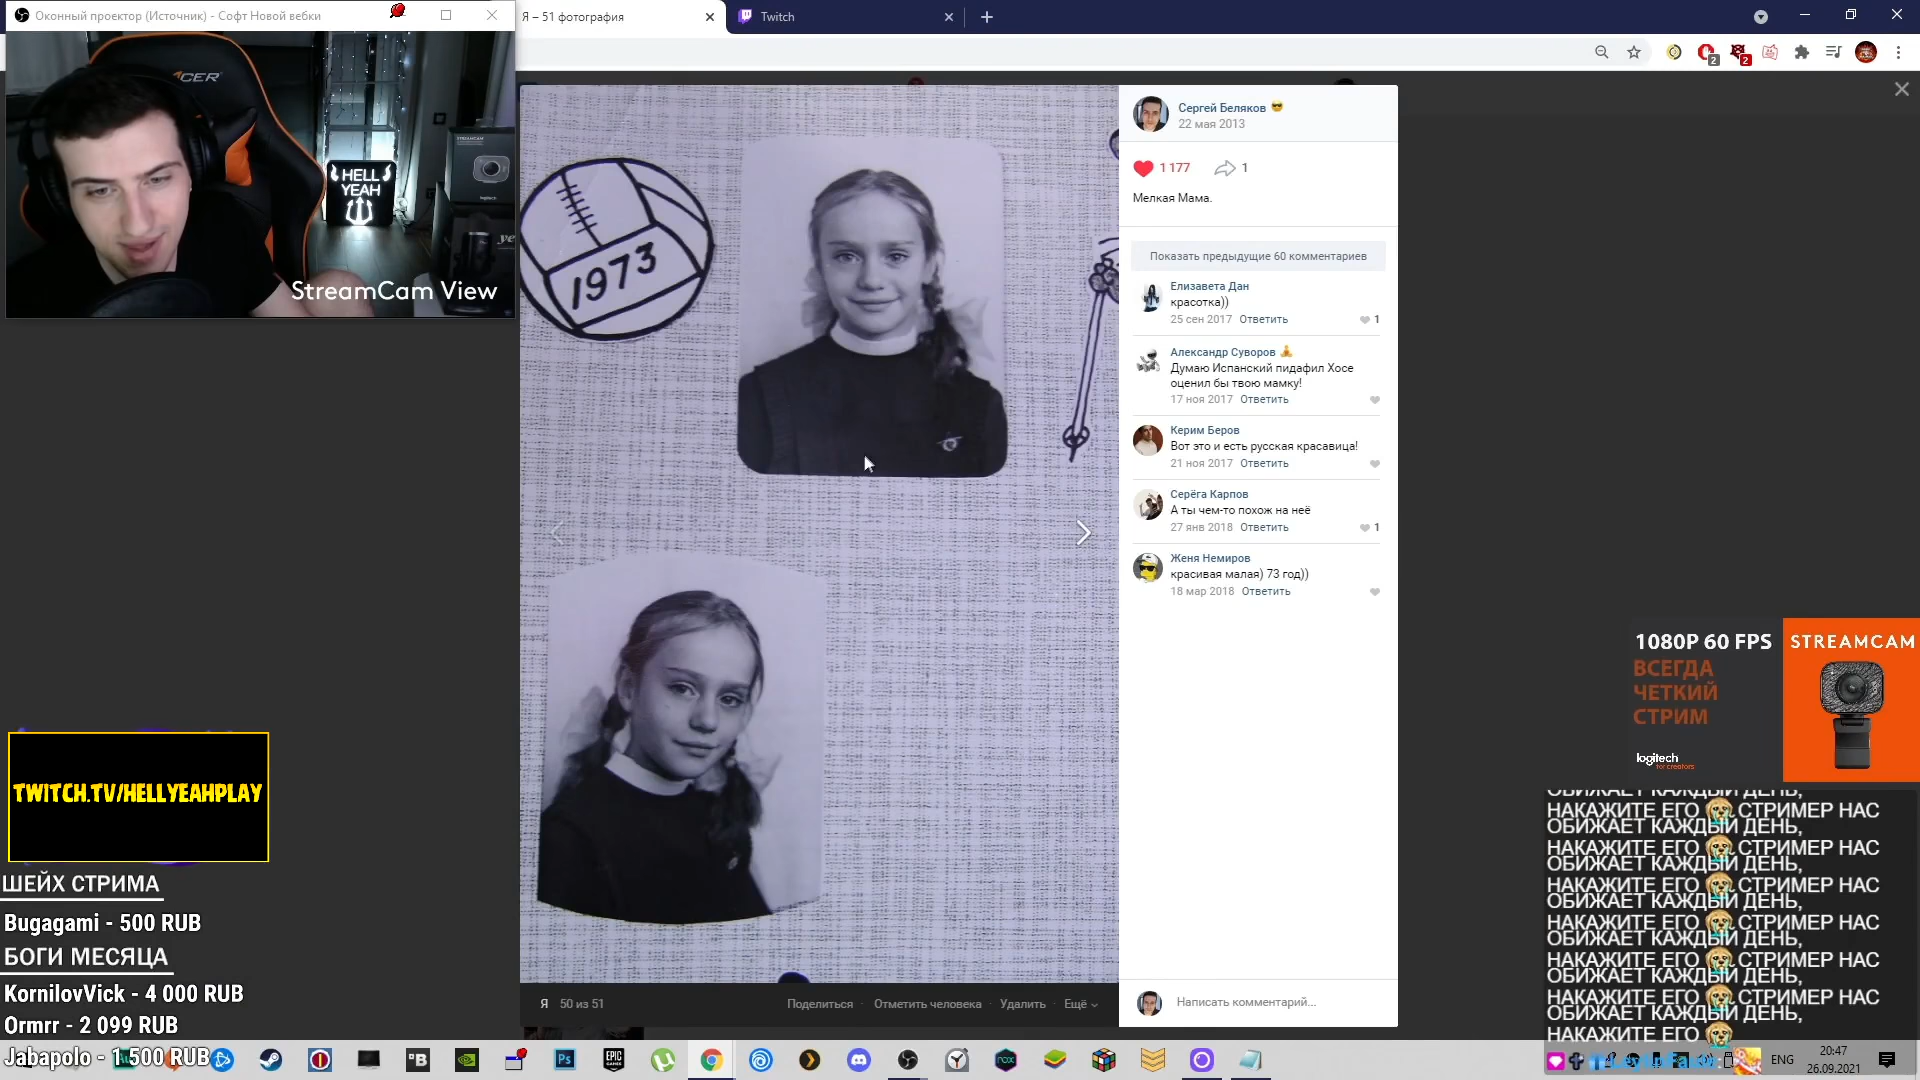 Оконный проектор (Источник) - Софт Новой вебки
Я – 51 фотография
Twitch
ACER
HELL
YEAH
StreamCam View
1973
Сергей Беляков
22 мая 2013
1 177
1
Мелкая Мама.
Показать предыдущие 60 комментариев
Елизавета Дан
красотка))
25 сен 2017 Ответить
1
Александр Суворов
Думаю Испанский пидафил Хосе
оценил бы твою мамку!
17 ноя 2017 Ответить
Керим Беров
Вот это и есть русская красавица!
21 ноя 2017 Ответить
Серёга Карпов
А ты чем-то похож на неё
27 янв 2018 Ответить
1
Женя Немиров
красивая малая) 73 год))
18 мар 2018 Ответить
Написать комментарий...
Я 50 из 51
Поделиться Отметить человека Удалить Ещё
TWITCH.TV/HELLYEAHPLAY
ШЕЙХ СТРИМА
Bugagami - 500 RUB
БОГИ МЕСЯЦА
KornilovVick - 4 000 RUB
Ormrr - 2 099 RUB
Jabapolo - 1 500 RUB
1080P 60 FPS
ВСЕГДА
ЧЕТКИЙ
СТРИМ
logitech
for creators
STREAMCAM
ОБИЖАЕТ КАЖДЫЙ ДЕНЬ,
НАКАЖИТЕ ЕГО СТРИМЕР НАС
ОБИЖАЕТ КАЖДЫЙ ДЕНЬ,
НАКАЖИТЕ ЕГО СТРИМЕР НАС
ОБИЖАЕТ КАЖДЫЙ ДЕНЬ,
НАКАЖИТЕ ЕГО СТРИМЕР НАС
ОБИЖАЕТ КАЖДЫЙ ДЕНЬ,
НАКАЖИТЕ ЕГО СТРИМЕР НАС
ОБИЖАЕТ КАЖДЫЙ ДЕНЬ,
НАКАЖИТЕ ЕГО СТРИМЕР НАС
ОБИЖАЕТ КАЖДЫЙ ДЕНЬ,
НАКАЖИТЕ ЕГО СТРИМЕР НАС
ОБИЖАЕТ КАЖДЫЙ ДЕНЬ,
НАКАЖИТЕ ЕГО
ENG
20:47
26.09.2021